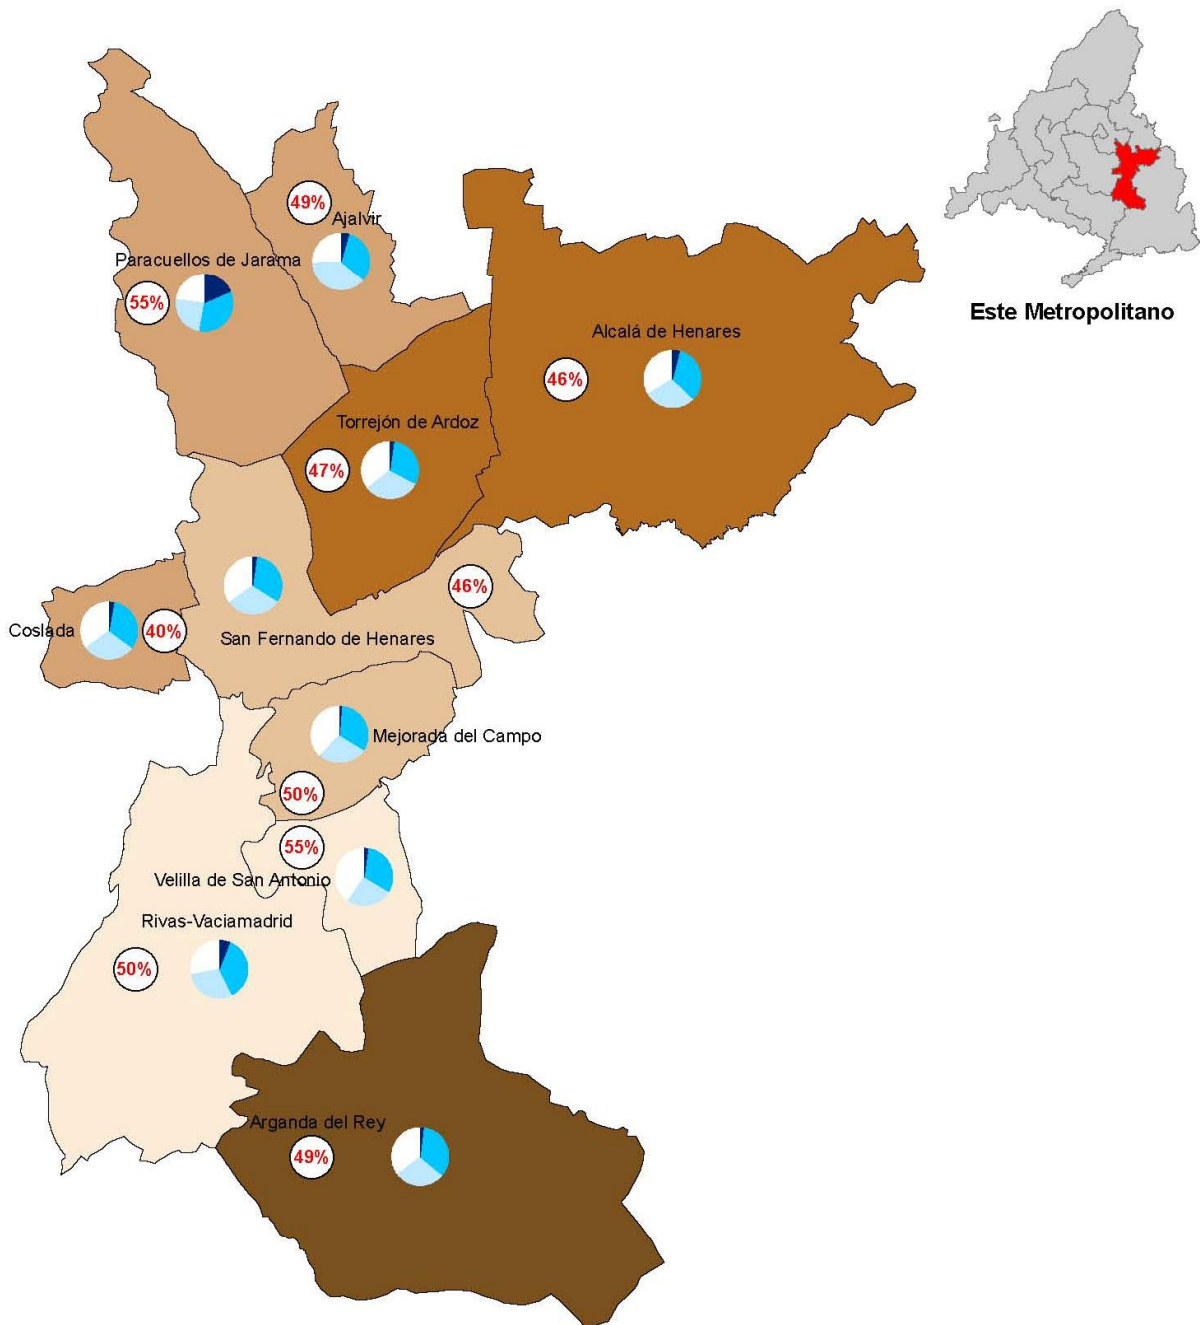 49%
Ajalvir
Paracuellos de Jarama
55%
Este Metropolitano
Alcalá de Henares
46%
Torrejón de Ardoz
47%
46%
Coslada
40%
San Fernando de Henares
Mejorada del Campo
50%
55%
Velilla de San Antonio
Rivas-Vaciamadrid
50%
Arganda del Rey
49%